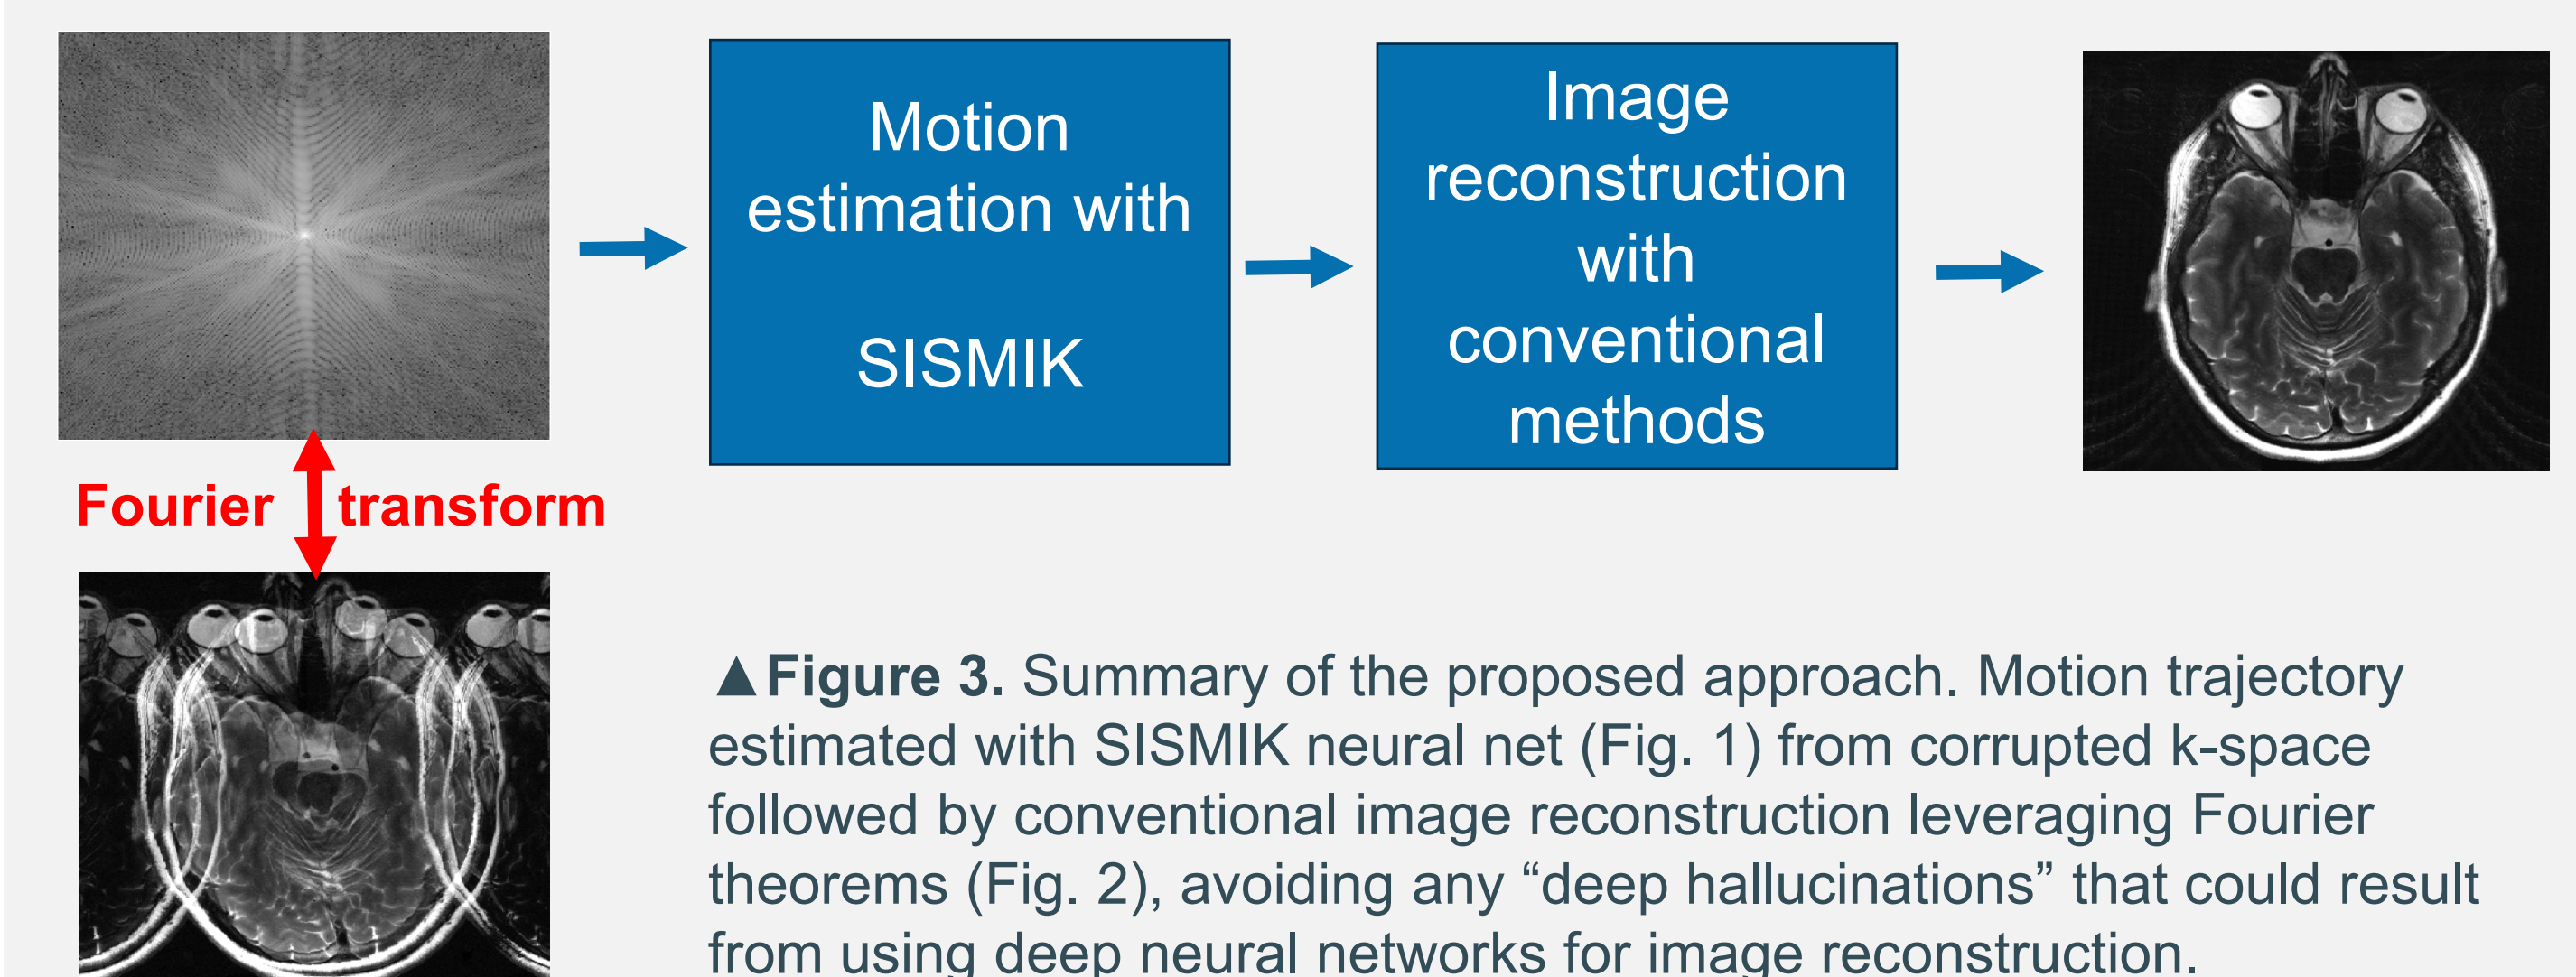 Motion
estimation with
SISMIK
Image
reconstruction
with
conventional
methods
Fourier transform
▲Figure 3. Summary of the proposed approach. Motion trajectory
estimated with SISMIK neural net (Fig. 1) from corrupted k-space
followed by conventional image reconstruction leveraging Fourier
theorems (Fig. 2), avoiding any “deep hallucinations” that could result
from using deep neural networks for image reconstruction.